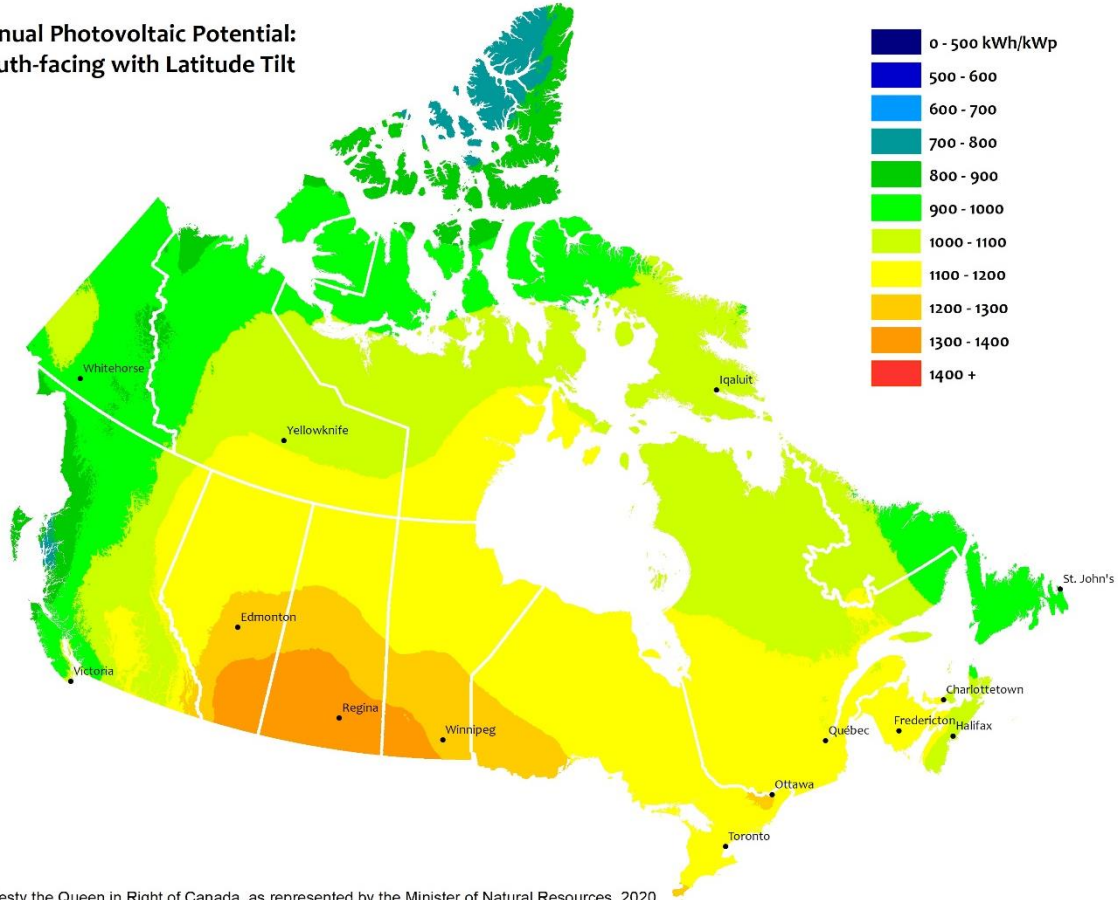 nual Photovoltaic Potential:
uth-facing with Latitude Tilt
0 - 500 kWh/kWp
500 - 600
600 - 700
700 - 800
800 - 900
900 - 1000
1000 - 1100
1100 - 1200
1200 - 1300
1300 - 1400
1400 +
Whitehorse
Iqaluit
Yellowknife
St. John's
Edmonton
Victoria
Charlottetown
Regina
Fredericton
Halifax
Winnipeg
Québec
Ottawa
Toronto
esty the Queen in Right of Canada, as represented by the Minister of Natural Resources, 2020